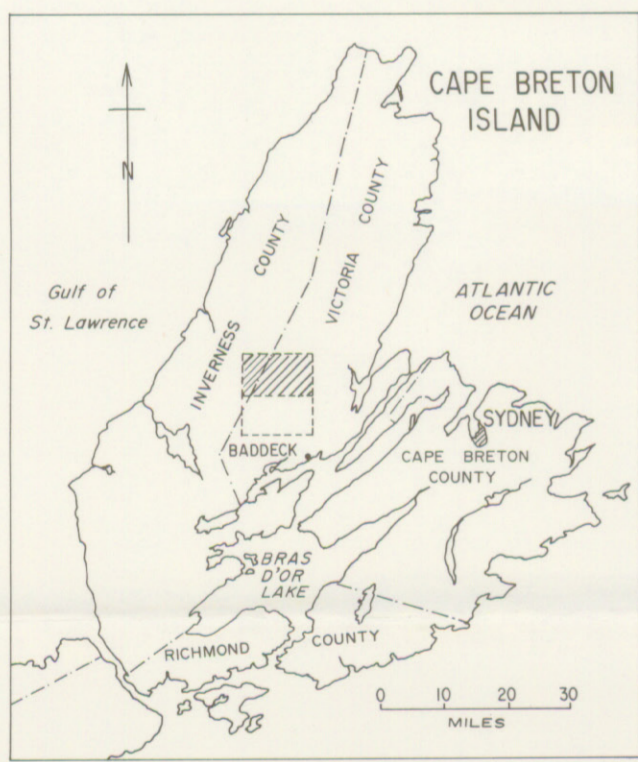 CAPE BRETON
ISLAND
N
COUNTY
COUNTY
VICTORIA
INVERNESS
Gulf of
St. Lawrence
ATLANTIC
OCEAN
SYDNEY
BADDECK
CAPE BRETON
COUNTY
BRAS
D'OR
LAKE
RICHMOND
COUNTY
0 10 20 30
MILES